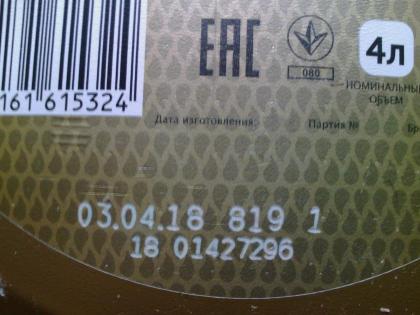 EAC
080
4л
НОМИНАЛЬНЫЙ
ОБЪЕМ
161 615324
Дата изготовления: Партия №
03.04.18 819 1
18 01427296